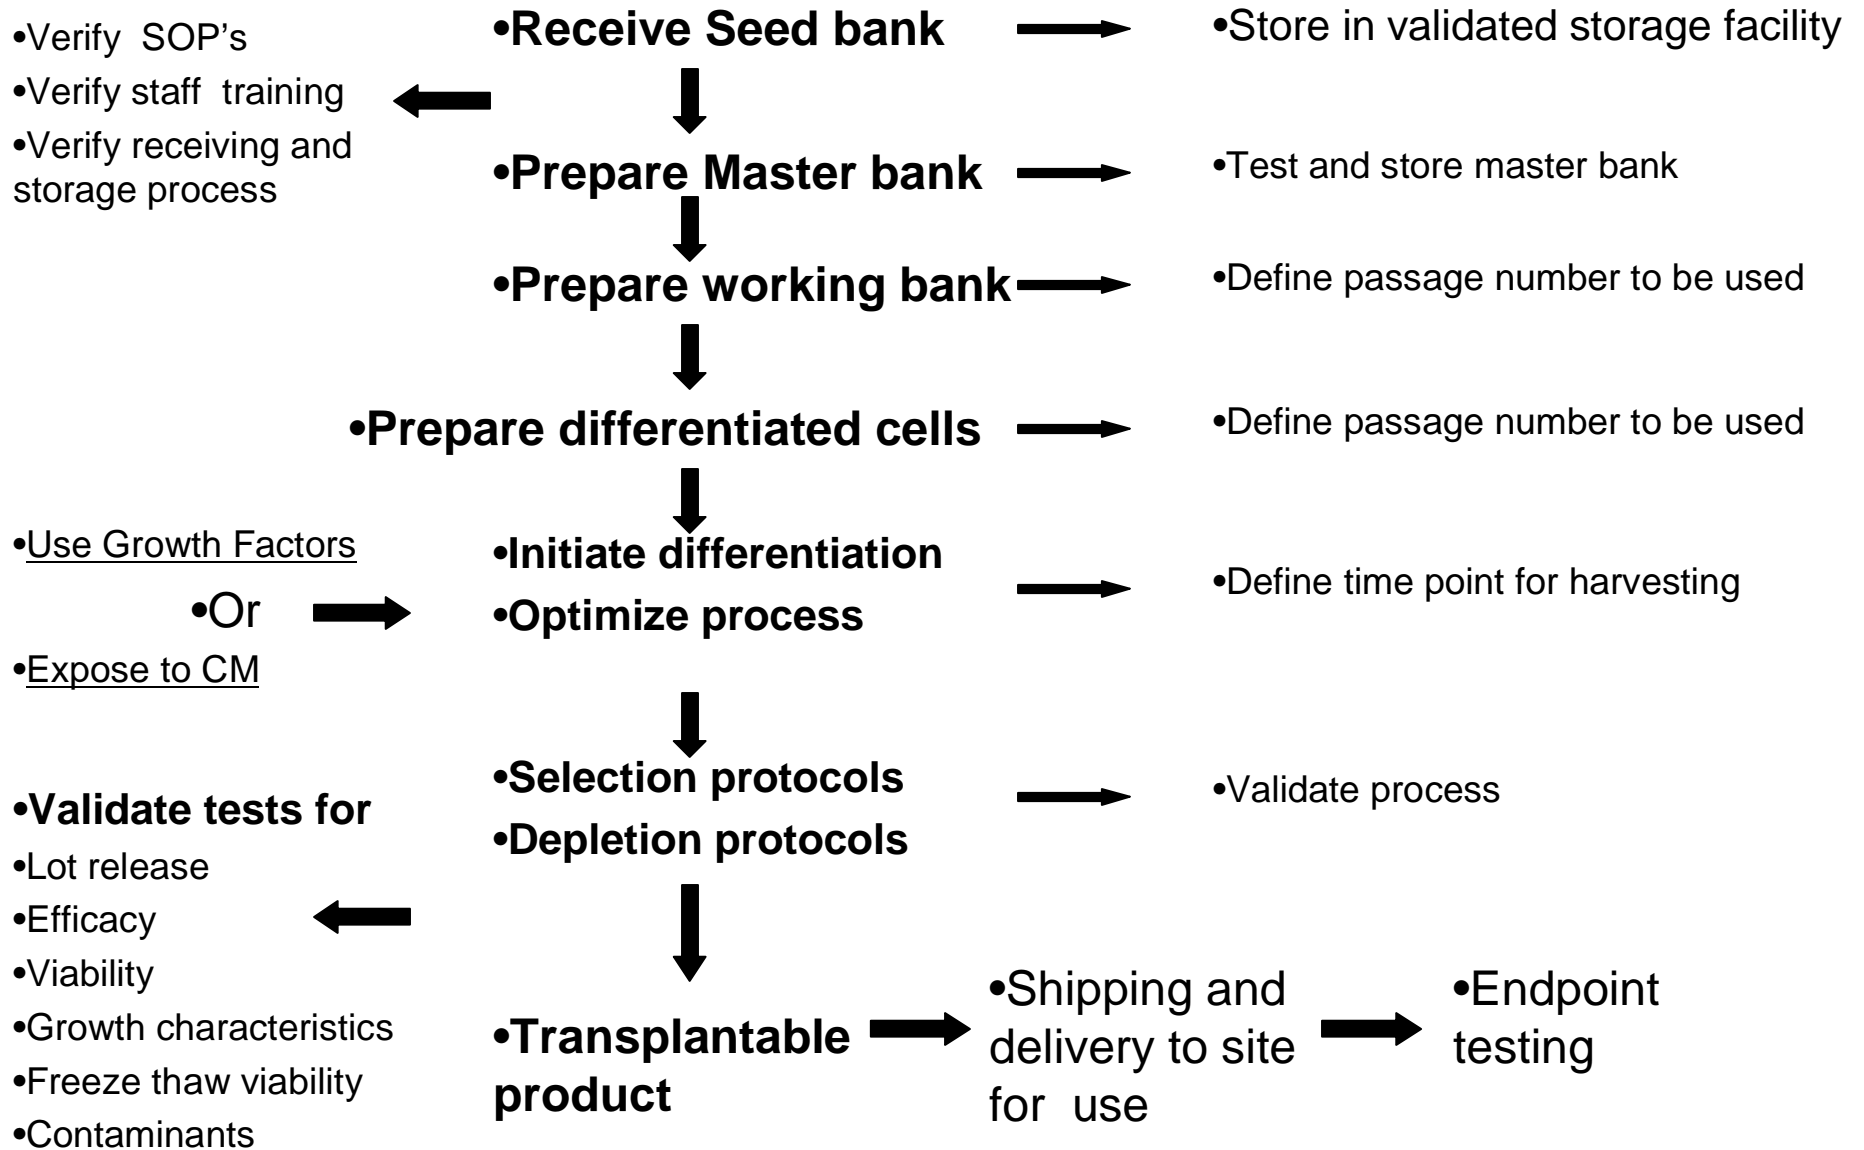 •Verify SOP’s
•Verify staff training
•Verify receiving and
storage process
•Receive Seed bank
•Store in validated storage facility
•Prepare Master bank
•Test and store master bank
•Prepare working bank
•Define passage number to be used
•Prepare differentiated cells
•Define passage number to be used
•Use Growth Factors
•Or
•Expose to CM
•Initiate differentiation
•Optimize process
•Define time point for harvesting
•Selection protocols
•Depletion protocols
•Validate process
•Validate tests for
•Lot release
•Efficacy
•Viability
•Growth characteristics
•Freeze thaw viability
•Contaminants
•Transplantable
product
•Shipping and
delivery to site
for use
•Endpoint
testing